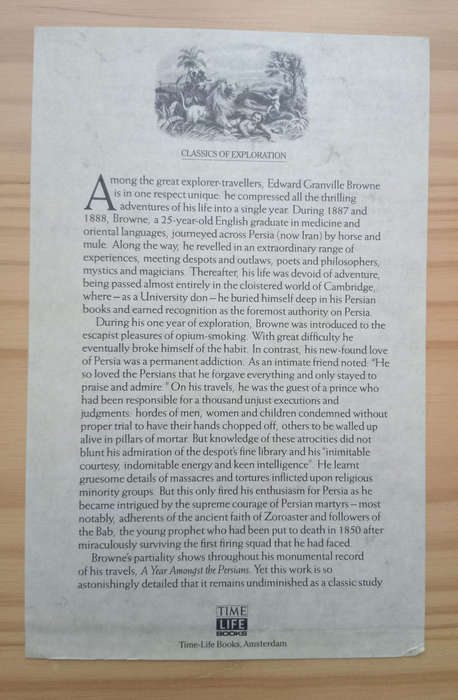 CLASSICS OF EXPLORATION
Among the great explorer-travellers, Edward Granville Browne
is in one respect unique: he compressed all the thrilling
adventures of his life into a single year. During 1887 and
1888, Browne, a 25-year-old English graduate in medicine and
oriental languages, journeyed across Persia (now Iran) by horse and
mule. Along the way, he revelled in an extraordinary range of
experiences, meeting despots and outlaws, poets and philosophers,
mystics and magicians. Thereafter, his life was devoid of adventure,
being passed almost entirely in the cloistered world of Cambridge,
where – as a University don – he buried himself deep in his Persian
books and earned recognition as the foremost authority on Persia.
During his one year of exploration, Browne was introduced to the
escapist pleasures of opium-smoking. With great difficulty he
eventually broke himself of the habit. In contrast, his new-found love
of Persia was a permanent addiction. As an intimate friend noted: "He
so loved the Persians that he forgave everything and only stayed to
praise and admire." On his travels, he was the guest of a prince who
had been responsible for a thousand unjust executions and
judgments: hordes of men, women and children condemned without
proper trial to have their hands chopped off, others to be walled up
alive in pillars of mortar. But knowledge of these atrocities did not
blunt his admiration of the despot's fine library and his "inimitable
courtesy, indomitable energy and keen intelligence". He learnt
gruesome details of massacres and tortures inflicted upon religious
minority groups. But this only fired his enthusiasm for Persia as he
became intrigued by the supreme courage of Persian martyrs – most
notably, adherents of the ancient faith of Zoroaster and followers of
the Bab, the young prophet who had been put to death in 1850 after
miraculously surviving the first firing squad that he had faced.
Browne's partiality shows throughout his monumental record
of his travels, A Year Amongst the Persians. Yet this work is so
astonishingly detailed that it remains undiminished as a classic study
TIME
LIFE
BOOKS
Time-Life Books, Amsterdam